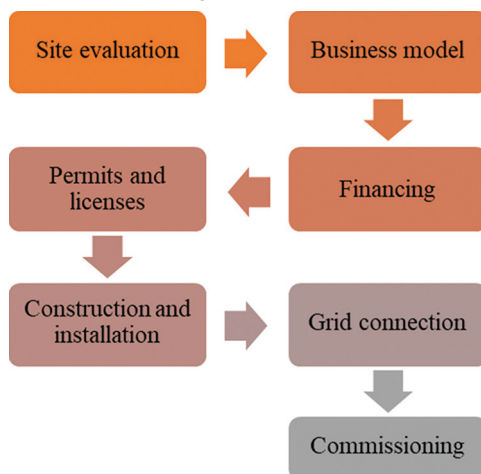 Site evaluation
Business model
Financing
Permits and
licenses
Construction and
installation
Grid connection
Commissioning